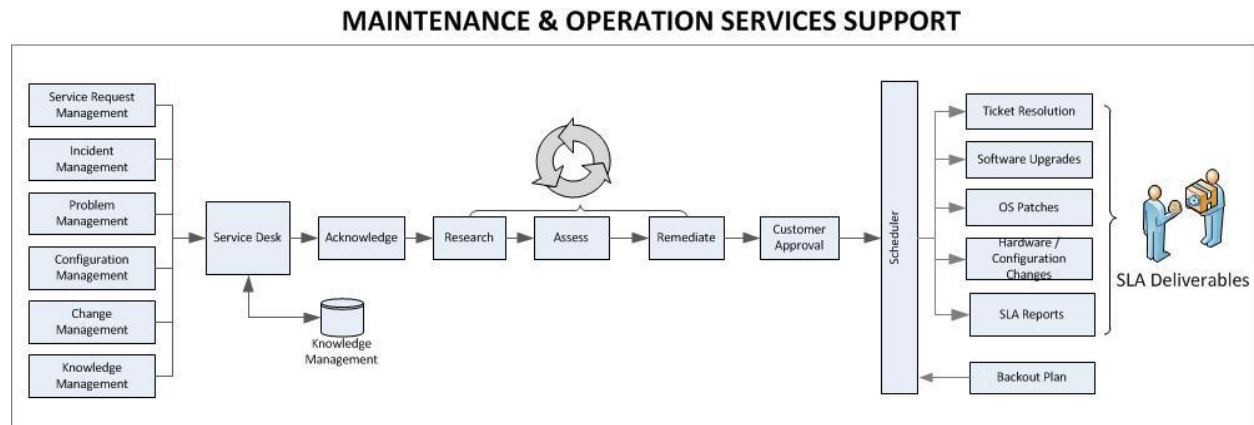 MAINTENANCE & OPERATION SERVICES SUPPORT
Service Request
Management
Incident
Management
Problem
Management
Configuration
Management
Change
Management
Knowledge
Management
Service Desk
Knowledge
Management
Acknowledge
Research
Assess
Remediate
Customer
Approval
Scheduler
Ticket Resolution
Software Upgrades
OS Patches
Hardware /
Configuration
Changes
SLA Reports
Backout Plan
SLA Deliverables